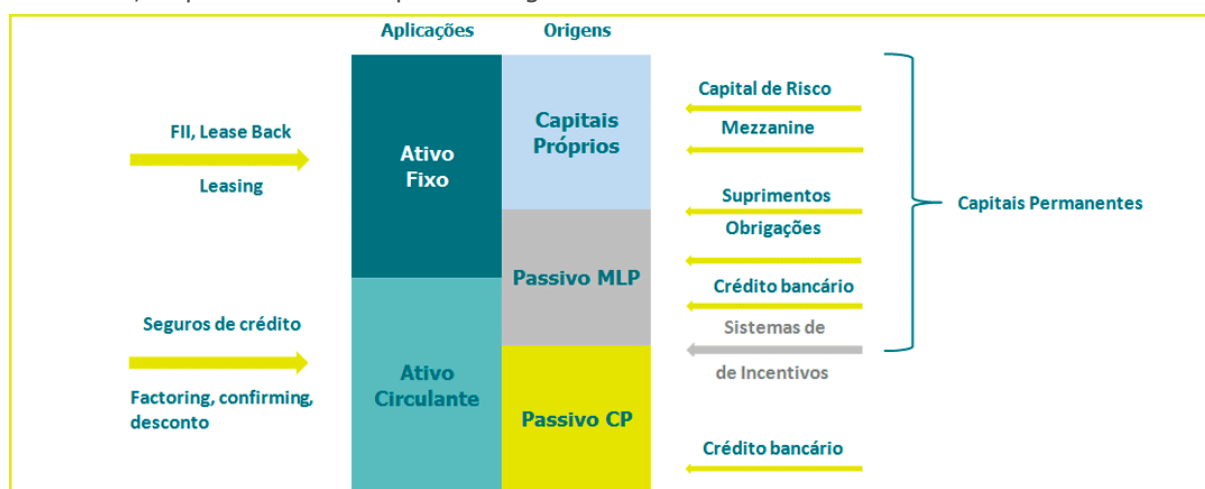 Aplicações
Origens
FII, Lease Back
Leasing
Seguros de crédito
Factoring, confirming,
desconto
Ativo
Fixo
Ativo
Circulante
Capitais
Próprios
Passivo MLP
Passivo CP
Capital de Risco
Mezzanine
Suprimentos
Obrigações
Crédito bancário
Sistemas de
de Incentivos
Crédito bancário
Capitais Permanentes